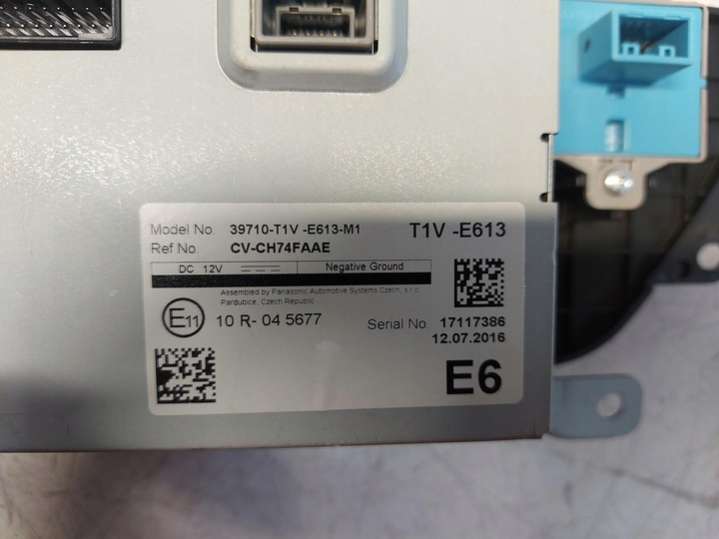 Model No. 39710-T1V -E613-M1 T1V -E613
Ref No. CV-CH74FAAE
DC 12V Negative Ground
Assembled by Panasonic Automotive Systems Czech, s.r.o.
Pardubice, Czech Republic
E11 10 R- 04 5677 Serial No. 17117386
12.07.2016
E6